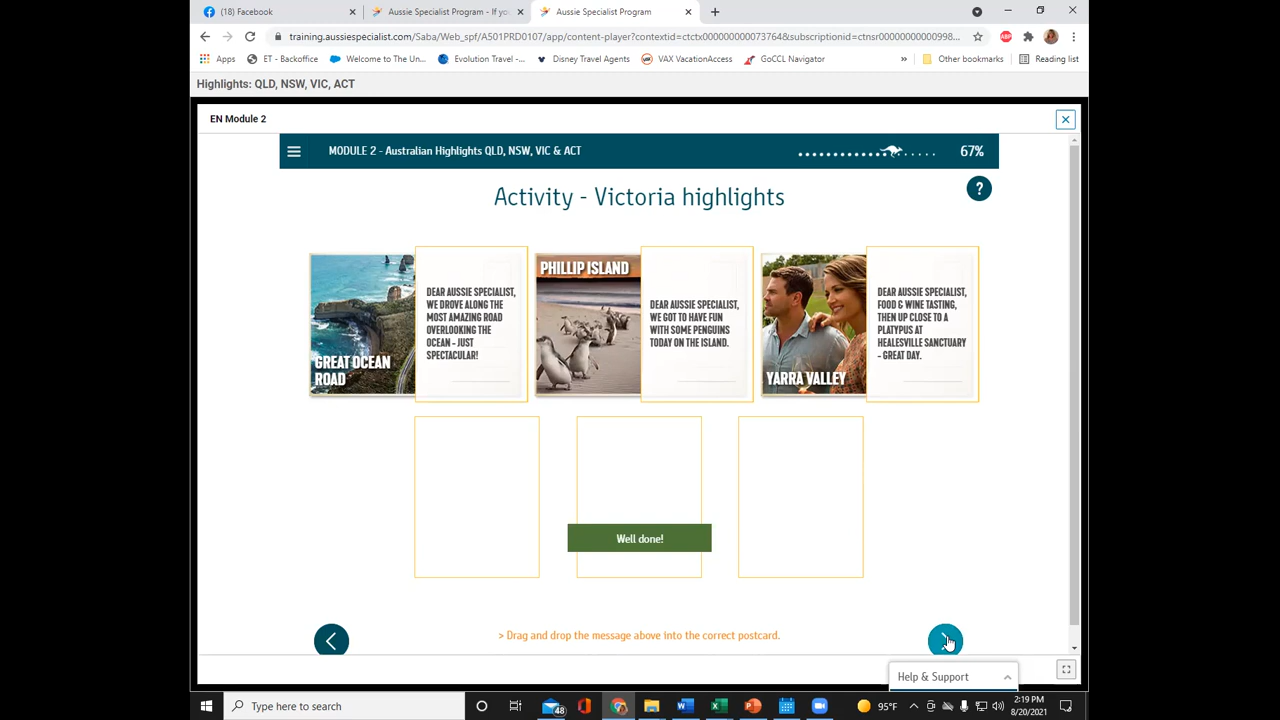 (18) Facebook
Aussie Specialist Program - If yo
Aussie Specialist Program
training.aussiespecialist.com/Saba/Web_spf/A501PRD0107/app/content-player?contextid=ctctx000000000073764&subscriptionid=ctnsr00000000000998...
ABP
Apps
ET - Backoffice
Welcome to The Un...
Evolution Travel -...
Disney Travel Agents
VAX VacationAccess
GoCCL Navigator
»
Other bookmarks
Reading list
Highlights: QLD, NSW, VIC, ACT
EN Module 2
MODULE 2 - Australian Highlights QLD, NSW, VIC & ACT
67%
Activity - Victoria highlights
?
GREAT OCEAN
ROAD
DEAR AUSSIE SPECIALIST,
WE DROVE ALONG THE
MOST AMAZING ROAD
OVERLOOKING THE
OCEAN - JUST
SPECTACULAR!
PHILLIP ISLAND
DEAR AUSSIE SPECIALIST,
WE GOT TO HAVE FUN
WITH SOME PENGUINS
TODAY ON THE ISLAND.
YARRA VALLEY
DEAR AUSSIE SPECIALIST,
FOOD & WINE TASTING,
THEN UP CLOSE TO A
PLATYPUS AT
HEALESVILLE SANCTUARY
- GREAT DAY.
Well done!
> Drag and drop the message above into the correct postcard.
Help & Support
Type here to search
48
95°F
2:19 PM
8/20/2021